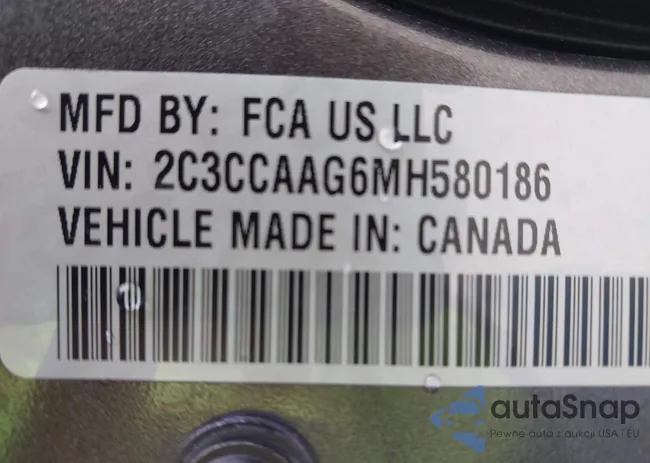 MFD BY: FCA US LLC
VIN: 2C3CCAAG6MH580186
VEHICLE MADE IN: CANADA
autaSnap
Pewne auta z aukcji USA i EU